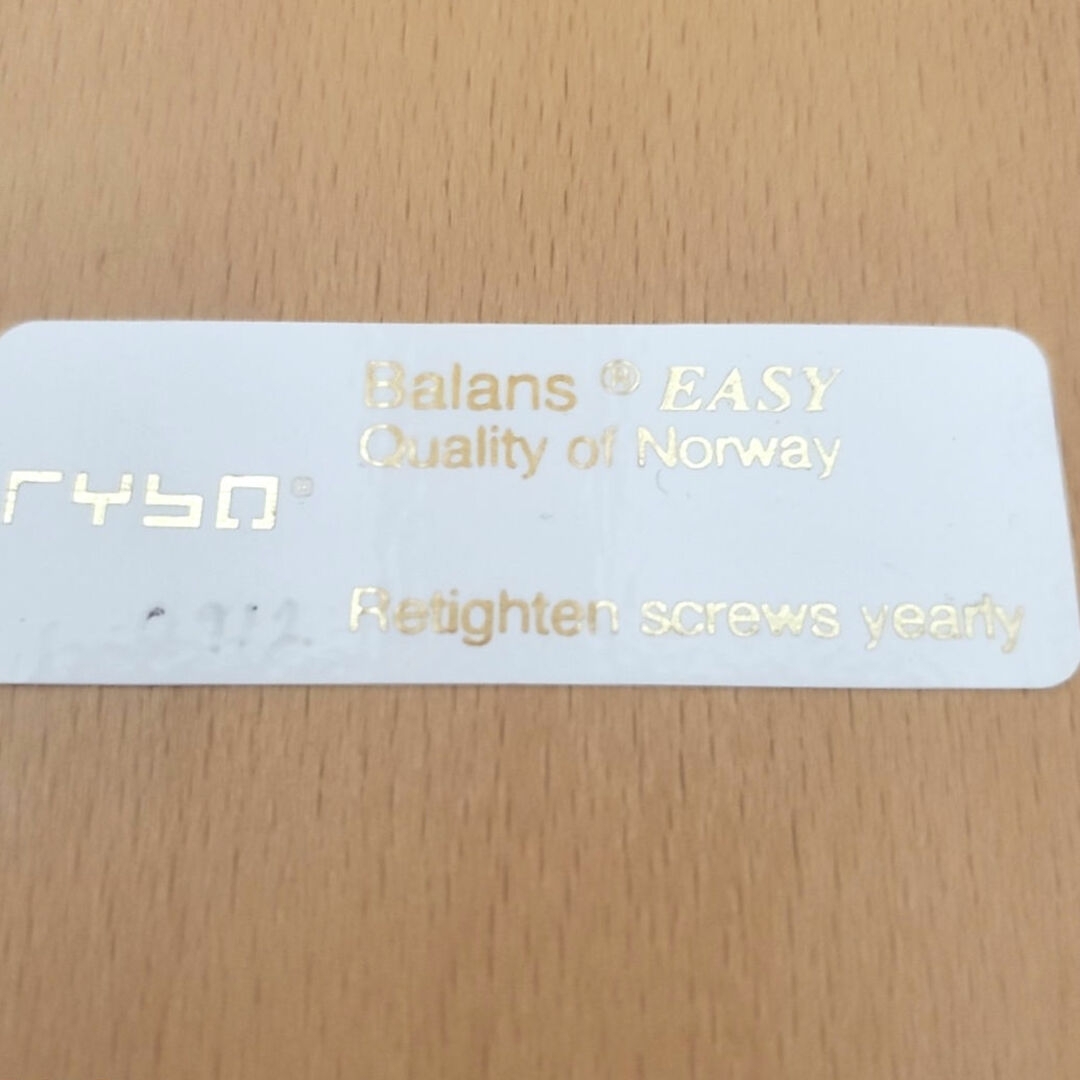 Balans ® EASY
Quality of Norway
rybo®
Retighten screws yearly